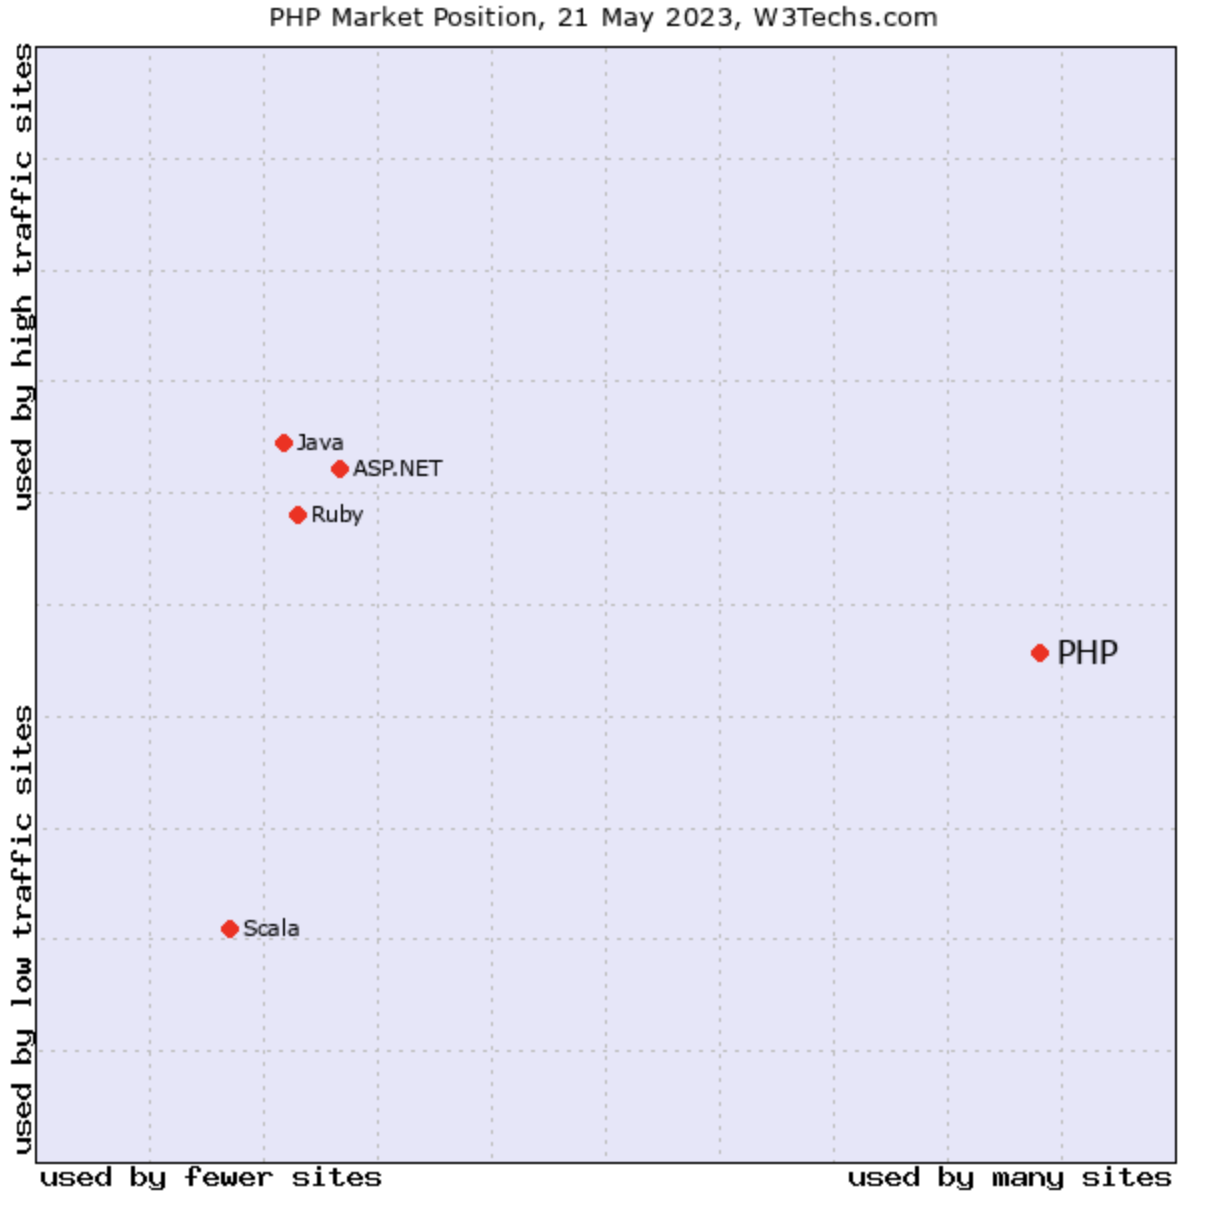 PHP Market Position, 21 May 2023, W3Techs.com
used by high traffic sites
Java
ASP.NET
Ruby
PHP
used by low traffic sites
Scala
used by fewer sites
used by many sites